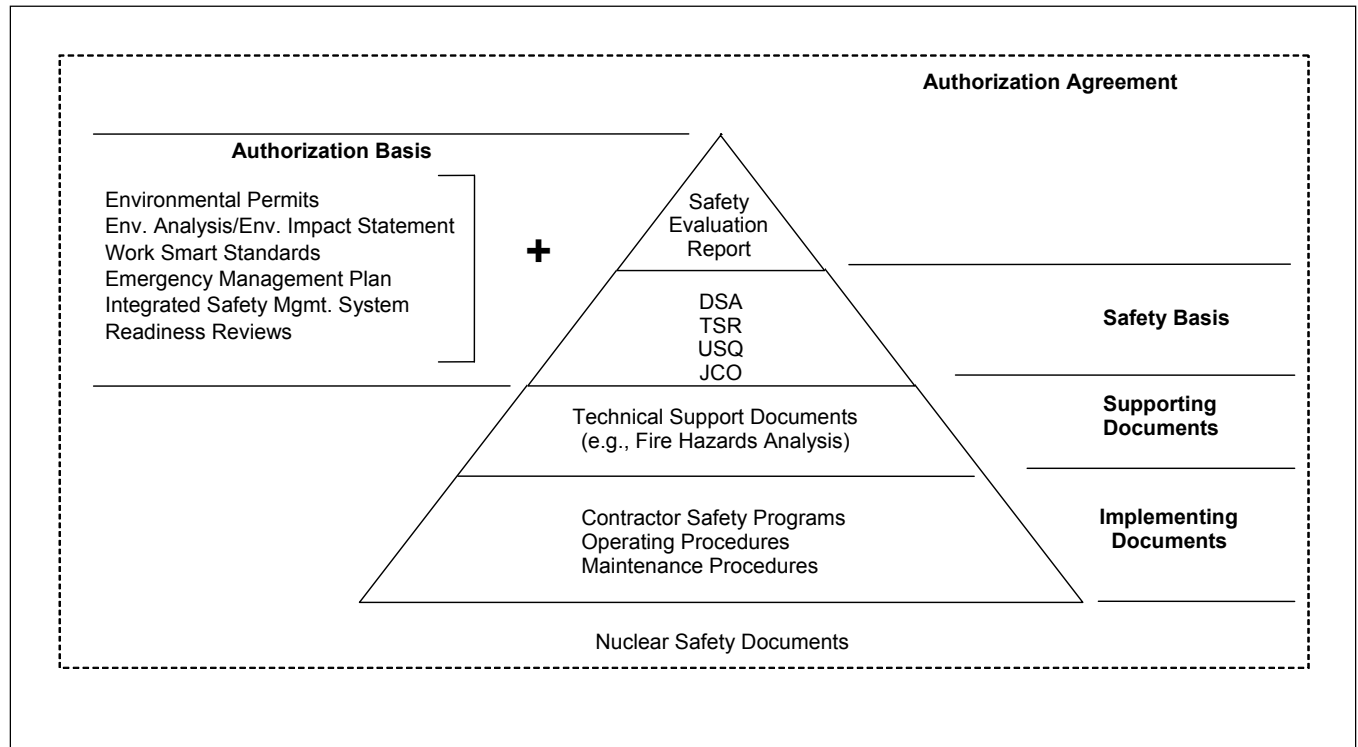 Authorization Agreement
Authorization Basis
Environmental Permits
Env. Analysis/Env. Impact Statement
Work Smart Standards
Emergency Management Plan
Integrated Safety Mgmt. System
Readiness Reviews
+
Safety
Evaluation
Report
DSA
TSR
USQ
JCO
Safety Basis
Technical Support Documents
(e.g., Fire Hazards Analysis)
Supporting
Documents
Contractor Safety Programs
Operating Procedures
Maintenance Procedures
Implementing
Documents
Nuclear Safety Documents